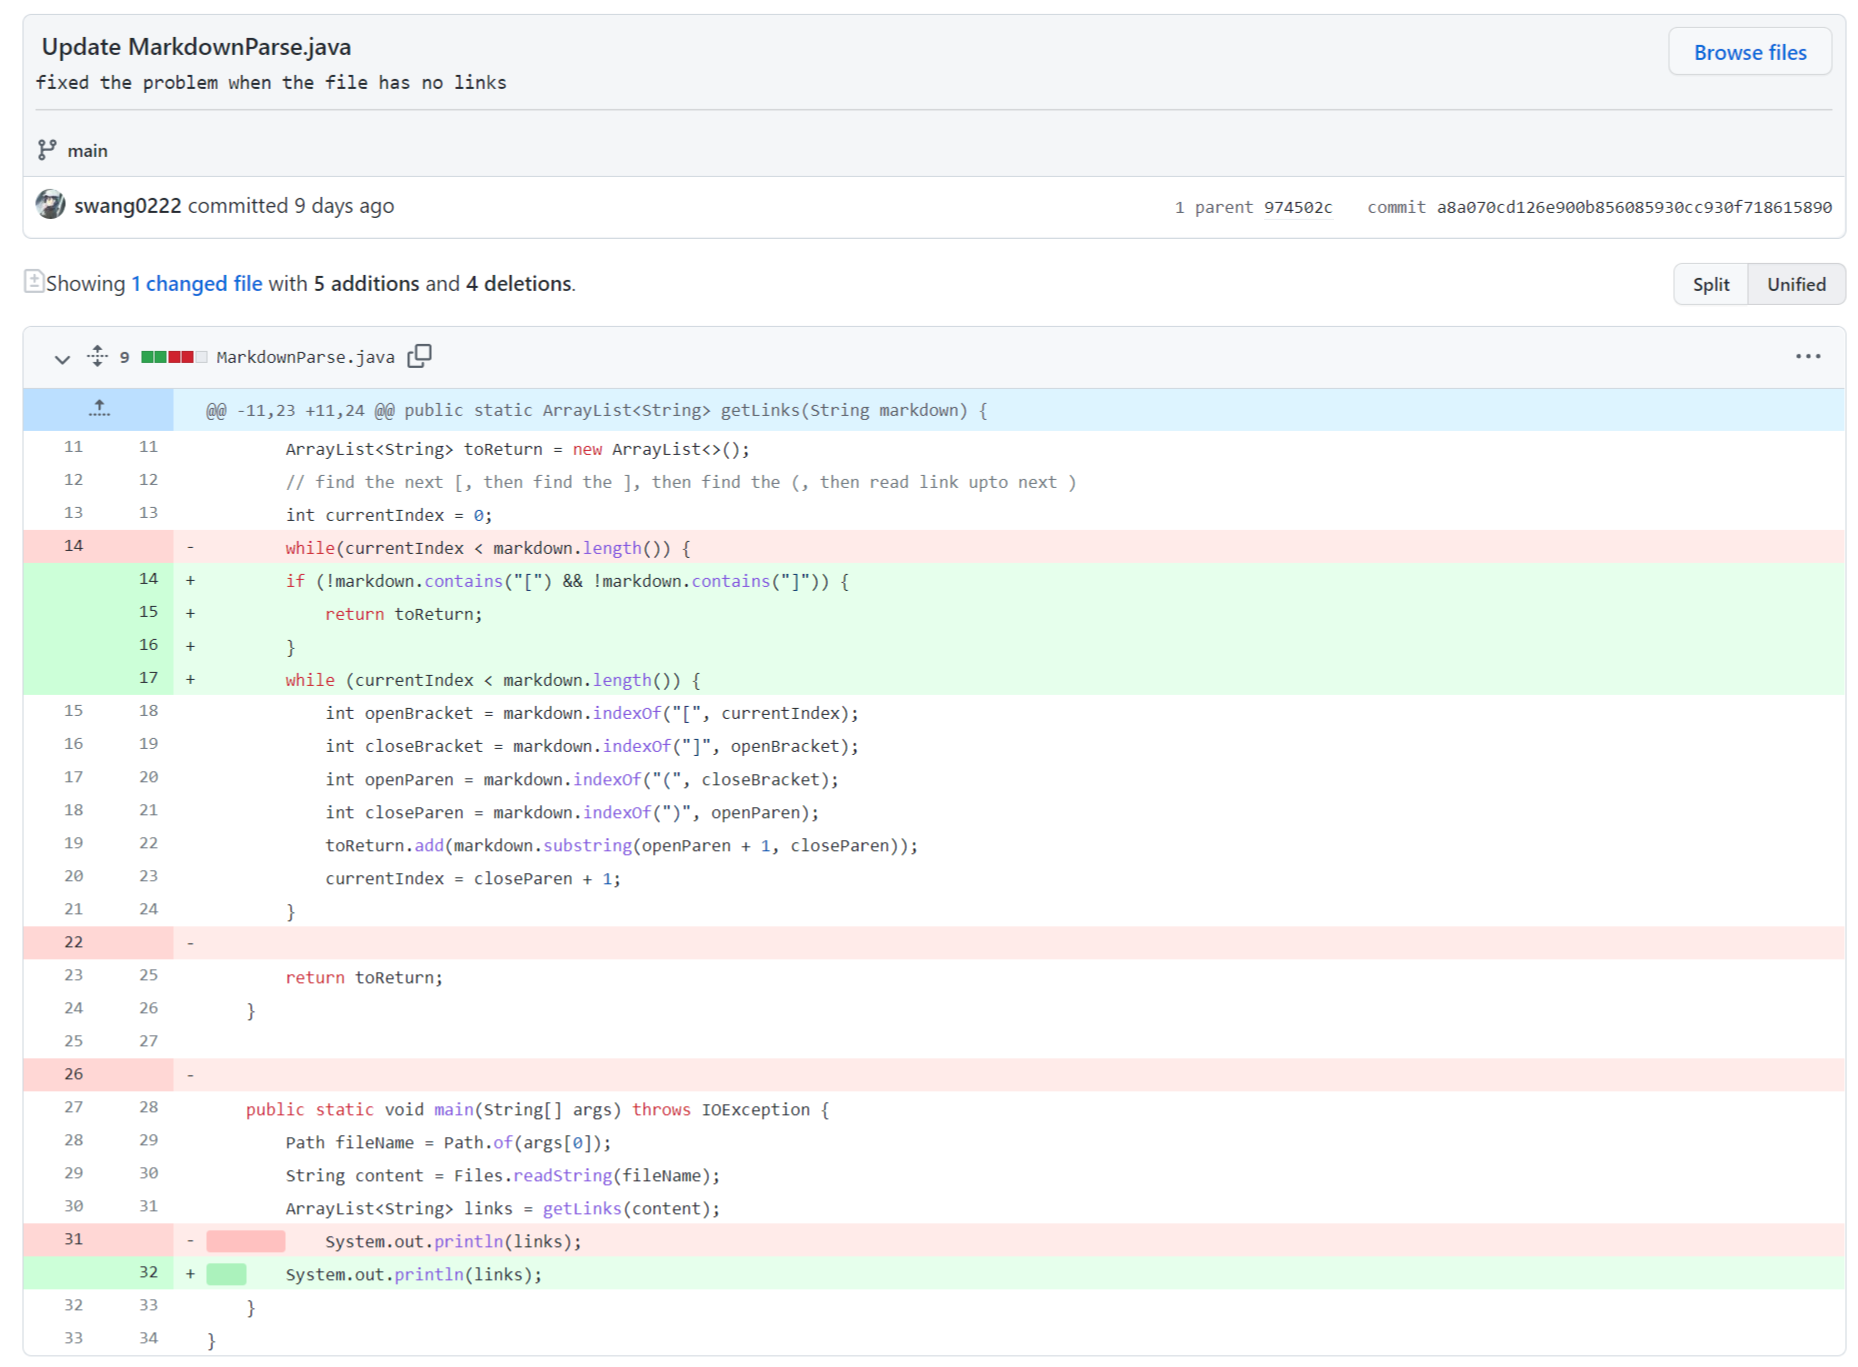 Update MarkdownParse.java
Browse files
fixed the problem when the file has no links
main
swang0222 committed 9 days ago
1 parent 974502c commit a8a070cd126e900b856085930cc930f718615890
Showing 1 changed file with 5 additions and 4 deletions.
Split Unified
9 MarkdownParse.java
@@ -11,23 +11,24 @@ public static ArrayList<String> getLinks(String markdown) {
11 11 ArrayList<String> toReturn = new ArrayList<>();
12 12 // find the next [, then find the ], then find the (, then read link upto next )
13 13 int currentIndex = 0;
14 - while(currentIndex < markdown.length()) {
14 + if (!markdown.contains("[") && !markdown.contains("]")) {
15 + return toReturn;
16 + }
17 + while (currentIndex < markdown.length()) {
15 18 int openBracket = markdown.indexOf("[", currentIndex);
16 19 int closeBracket = markdown.indexOf("]", openBracket);
17 20 int openParen = markdown.indexOf("(", closeBracket);
18 21 int closeParen = markdown.indexOf(")", openParen);
19 22 toReturn.add(markdown.substring(openParen + 1, closeParen));
20 23 currentIndex = closeParen + 1;
21 24 }
22 -
23 25 return toReturn;
24 26 }
25 27
26 -
27 28 public static void main(String[] args) throws IOException {
28 29 Path fileName = Path.of(args[0]);
29 30 String content = Files.readString(fileName);
30 31 ArrayList<String> links = getLinks(content);
31 - System.out.println(links);
32 + System.out.println(links);
32 33 }
33 34 }